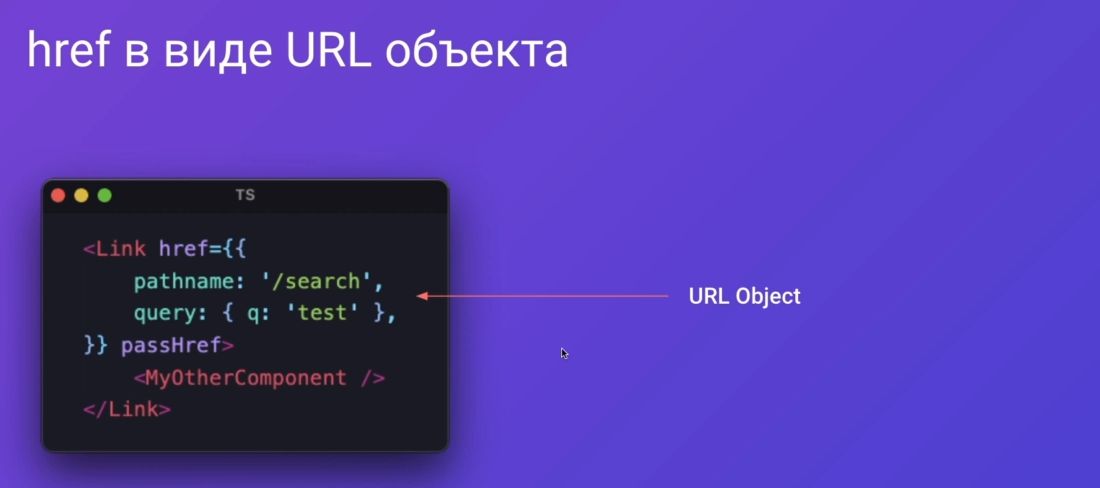 href в виде URL объекта
TS
<Link href={{
pathname: '/search',
query: { q: 'test' },
}} passHref>
<MyOtherComponent />
</Link>
URL Object